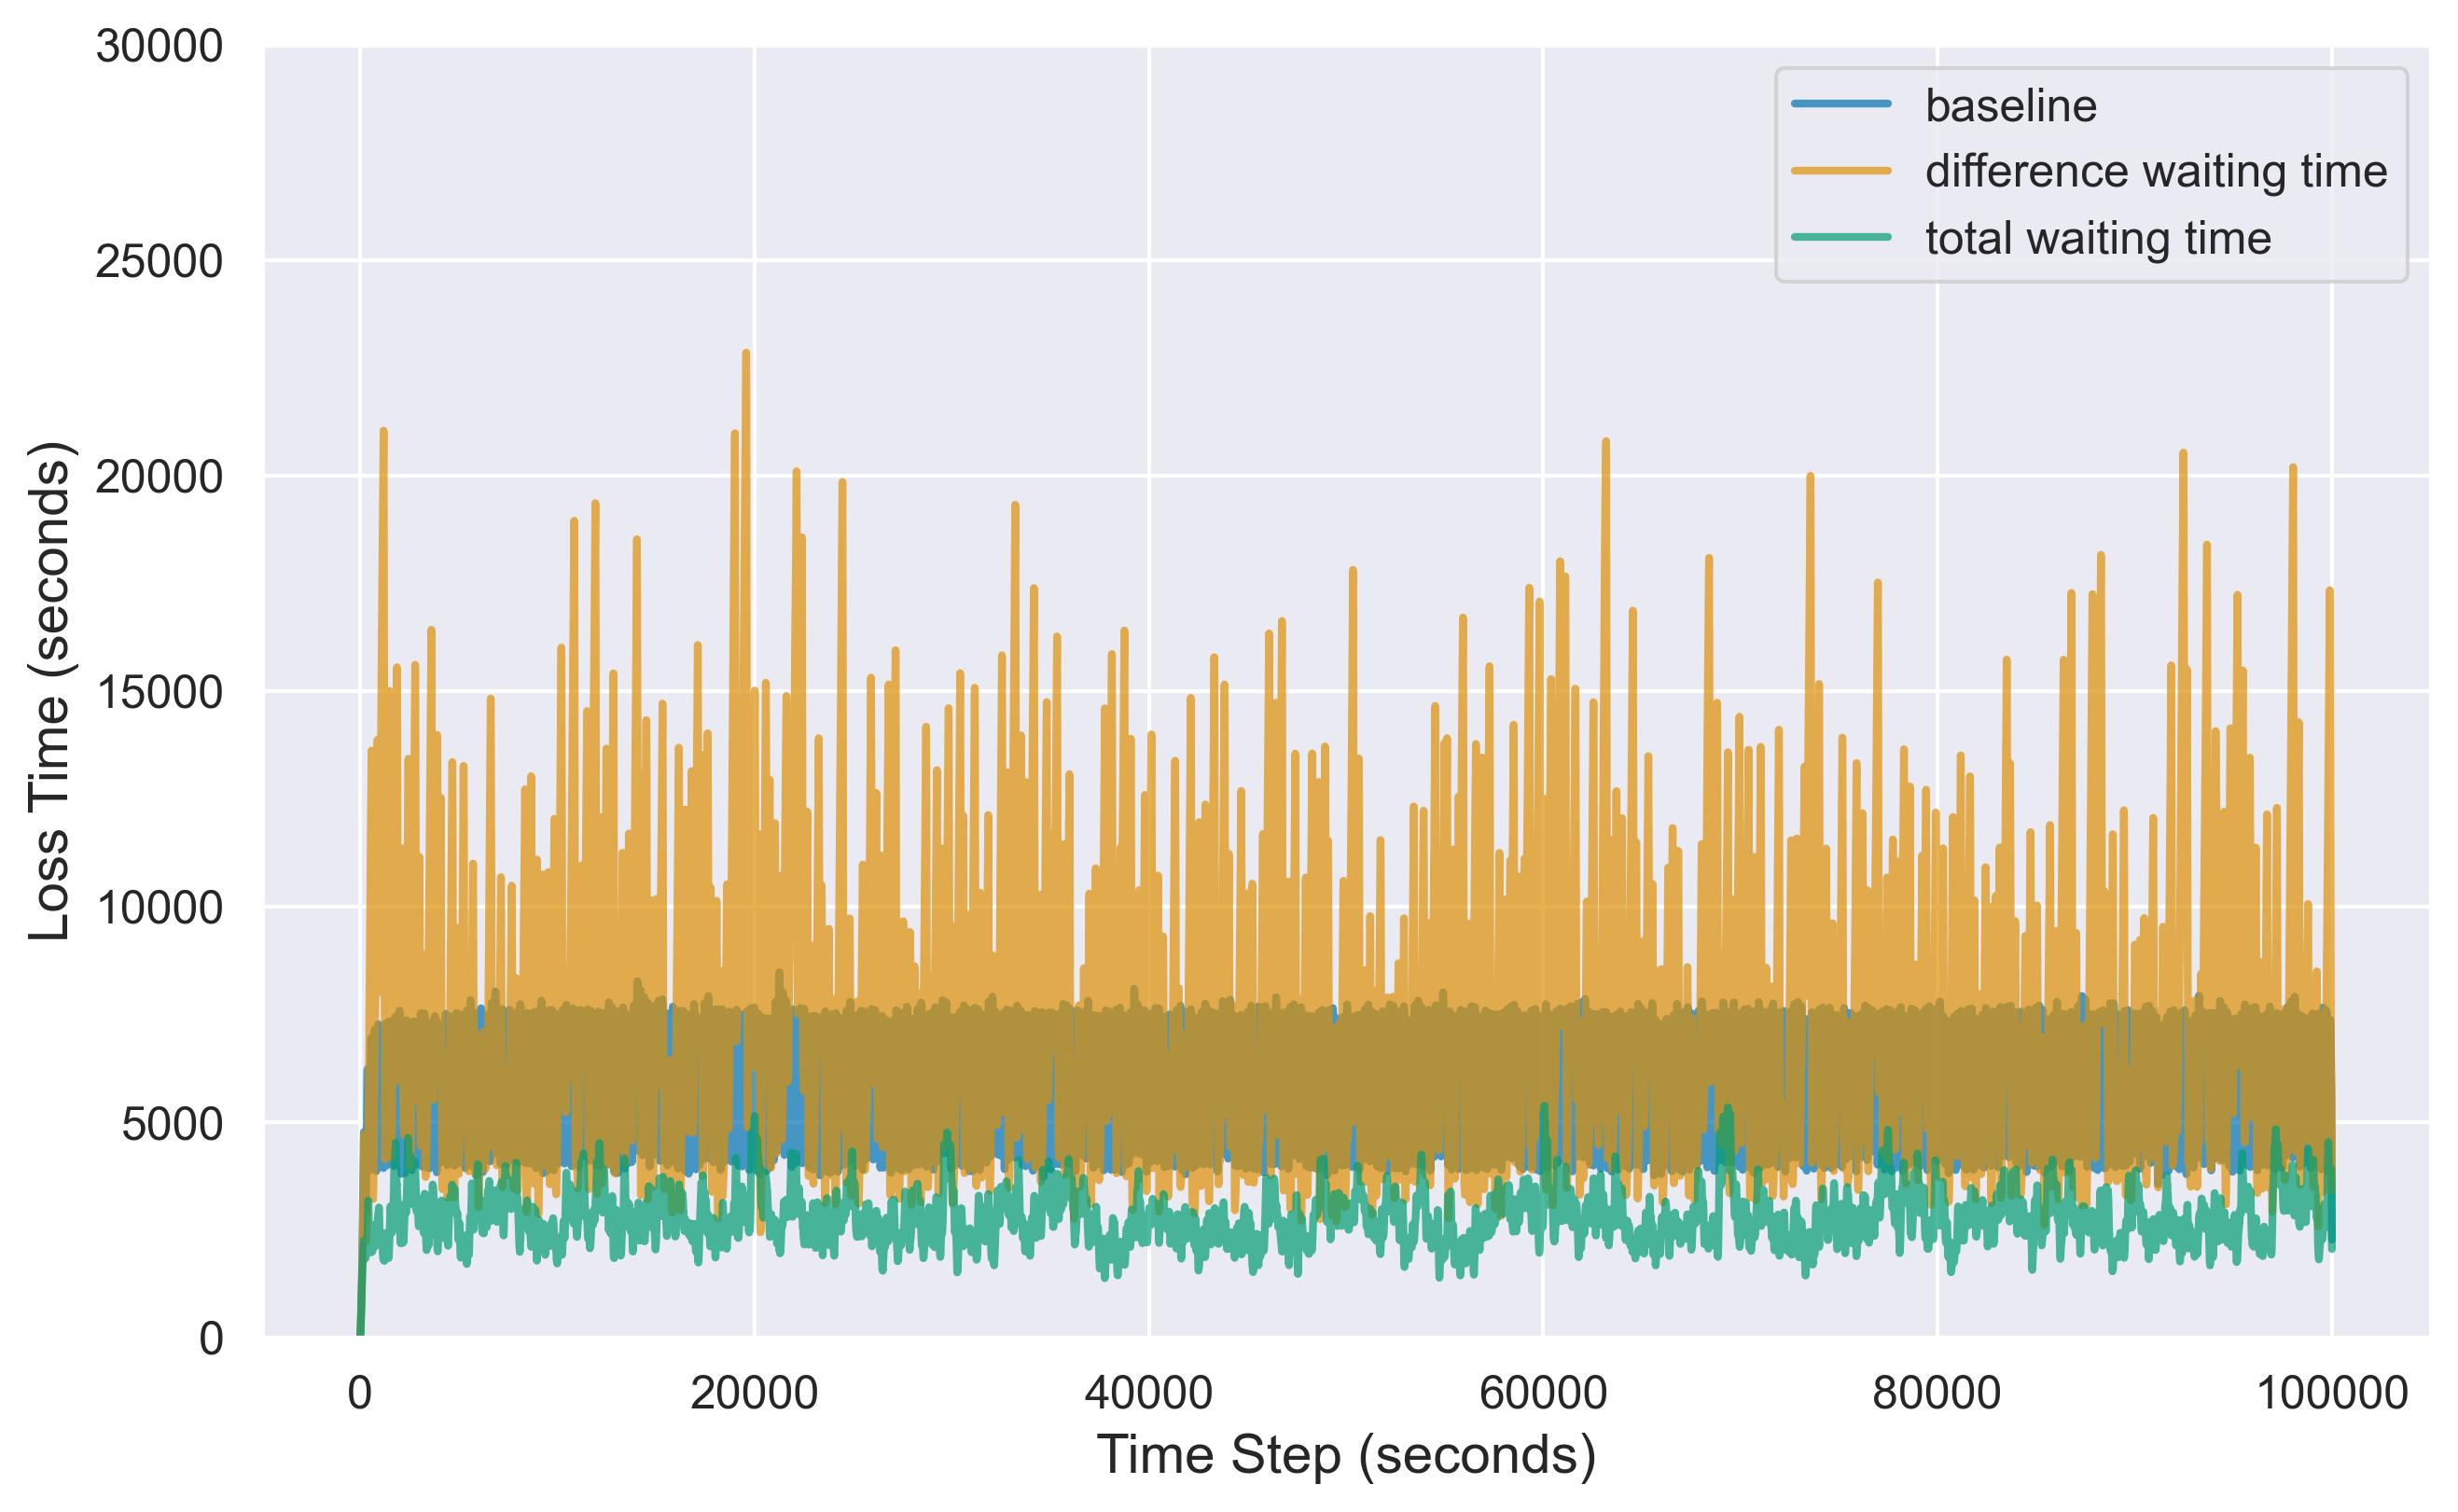 30000
25000
20000
15000
10000
5000
0
Loss Time (seconds)
baseline
difference waiting time
total waiting time
0 20000 40000 60000 80000 100000
Time Step (seconds)